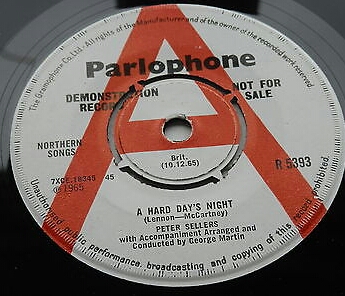 The Gramophone Co. Ltd.-All rights of the Manufacturer and of the owner of the recorded work reserved.
Parlophone
DEMONSTRATION RECORD
NOT FOR SALE
NORTHERN SONGS
Brit.
(10.12.65)
7XCE.18345 45
℗1965
R 5393
A HARD DAY'S NIGHT
(Lennon—McCartney)
PETER SELLERS
with Accompaniment Arranged and
Conducted by George Martin
Unauthorised public performance, broadcasting and copying of this record prohibited.